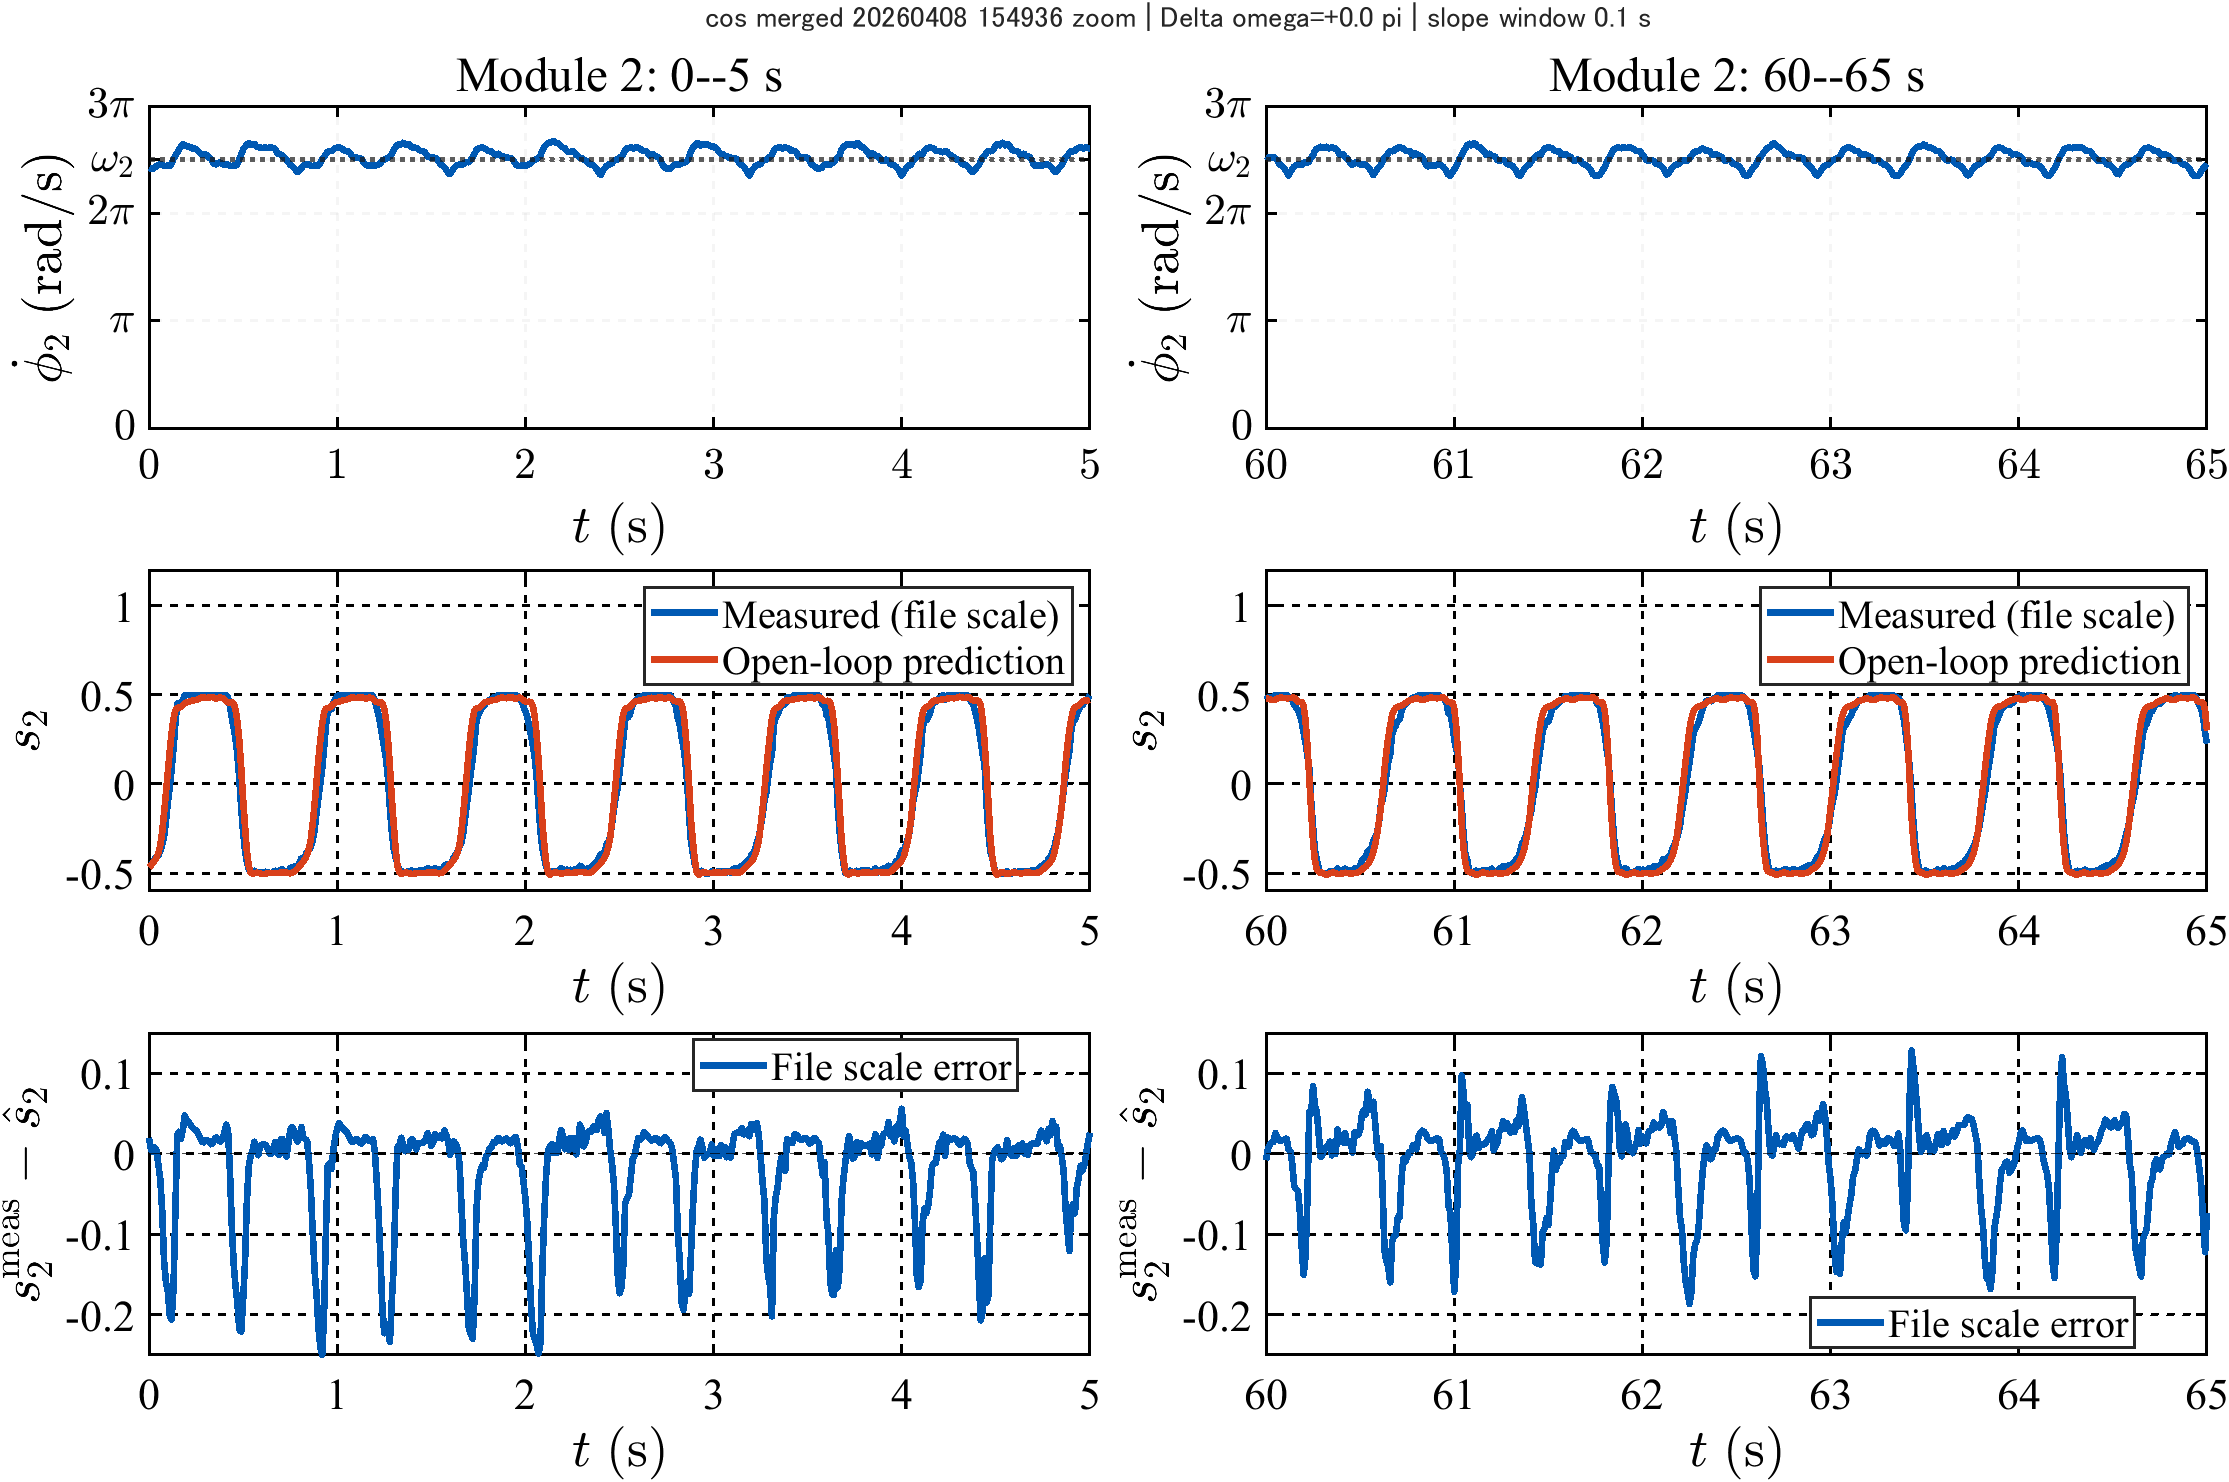 cos merged 20260408 154936 zoom | Delta omega=+0.0 pi | slope window 0.1 s
Module 2: 0--5 s
3π
ω₂
2π
π
0
ϕ̇₂ (rad/s)
0 1 2 3 4 5
t (s)
Module 2: 60--65 s
3π
ω₂
2π
π
0
ϕ̇₂ (rad/s)
60 61 62 63 64 65
t (s)
Measured (file scale)
Open-loop prediction
1
0.5
0
-0.5
s₂
0 1 2 3 4 5
t (s)
Measured (file scale)
Open-loop prediction
1
0.5
0
-0.5
s₂
60 61 62 63 64 65
t (s)
File scale error
0.1
0
-0.1
-0.2
s₂ᵐᵉᵃˢ − ŝ₂
0 1 2 3 4 5
t (s)
File scale error
0.1
0
-0.1
-0.2
s₂ᵐᵉᵃˢ − ŝ₂
60 61 62 63 64 65
t (s)